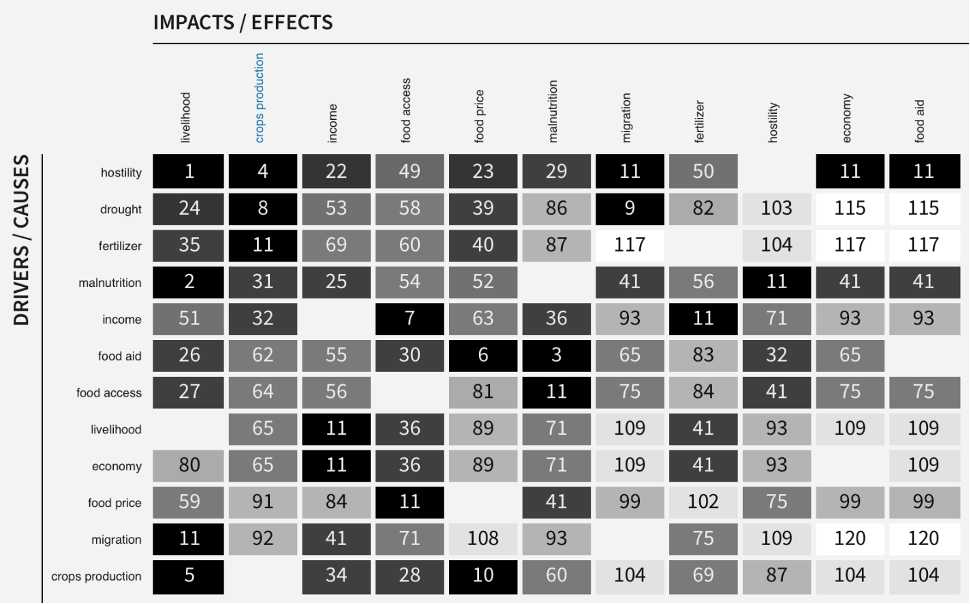 IMPACTS / EFFECTS
livelihood crops production income food access food price malnutrition migration fertilizer hostility economy food aid
DRIVERS / CAUSES
hostility 1 4 22 49 23 29 11 50 11 11
drought 24 8 53 58 39 86 9 82 103 115 115
fertilizer 35 11 69 60 40 87 117 104 117 117
malnutrition 2 31 25 54 52 41 56 11 41 41
income 51 32 7 63 36 93 11 71 93 93
food aid 26 62 55 30 6 3 65 83 32 65
food access 27 64 56 81 11 75 84 41 75 75
livelihood 65 11 36 89 71 109 41 93 109 109
economy 80 65 11 36 89 71 109 41 93 109
food price 59 91 84 11 41 99 102 75 99 99
migration 11 92 41 71 108 93 75 109 120 120
crops production 5 34 28 10 60 104 69 87 104 104